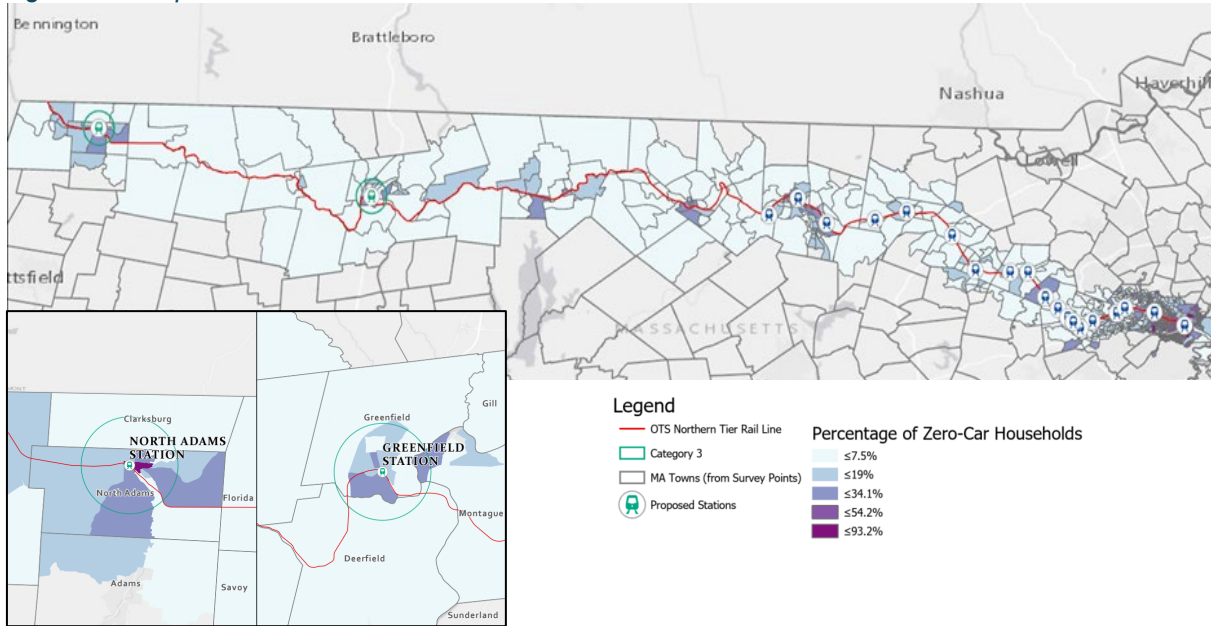 Bennington
Brattleboro
Nashua
Haverhill
Lowell
ttsfield
MASSACHUSETTS
Clarksburg
NORTH ADAMS
STATION
North Adams
Florida
Adams
Savoy
Greenfield
Gill
GREENFIELD
STATION
Montague
Deerfield
Sunderland
Legend
OTS Northern Tier Rail Line
Category 3
MA Towns (from Survey Points)
Proposed Stations
Percentage of Zero-Car Households
≤7.5%
≤19%
≤34.1%
≤54.2%
≤93.2%